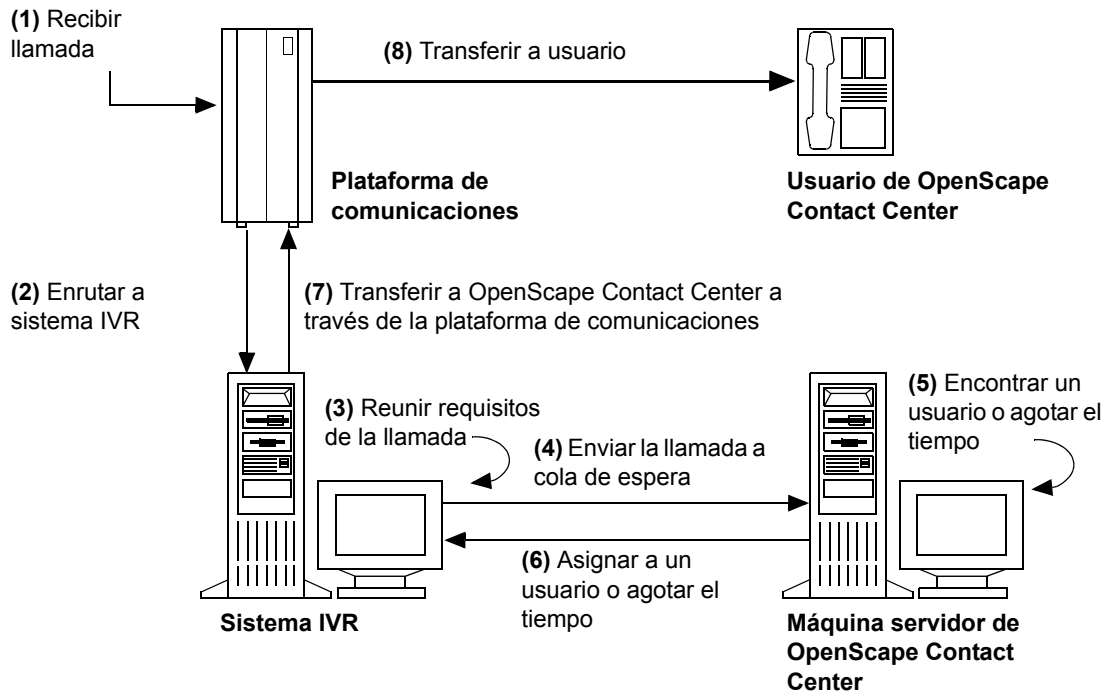 (1) Recibir
llamada
(8) Transferir a usuario
Plataforma de
comunicaciones
Usuario de OpenScape
Contact Center
(2) Enrutar a
sistema IVR
(7) Transferir a OpenScape Contact Center a
través de la plataforma de comunicaciones
(3) Reunir requisitos
de la llamada
(4) Enviar la llamada a
cola de espera
(5) Encontrar un
usuario o agotar el
tiempo
(6) Asignar a un
usuario o agotar el
tiempo
Sistema IVR
Máquina servidor de
OpenScape Contact
Center